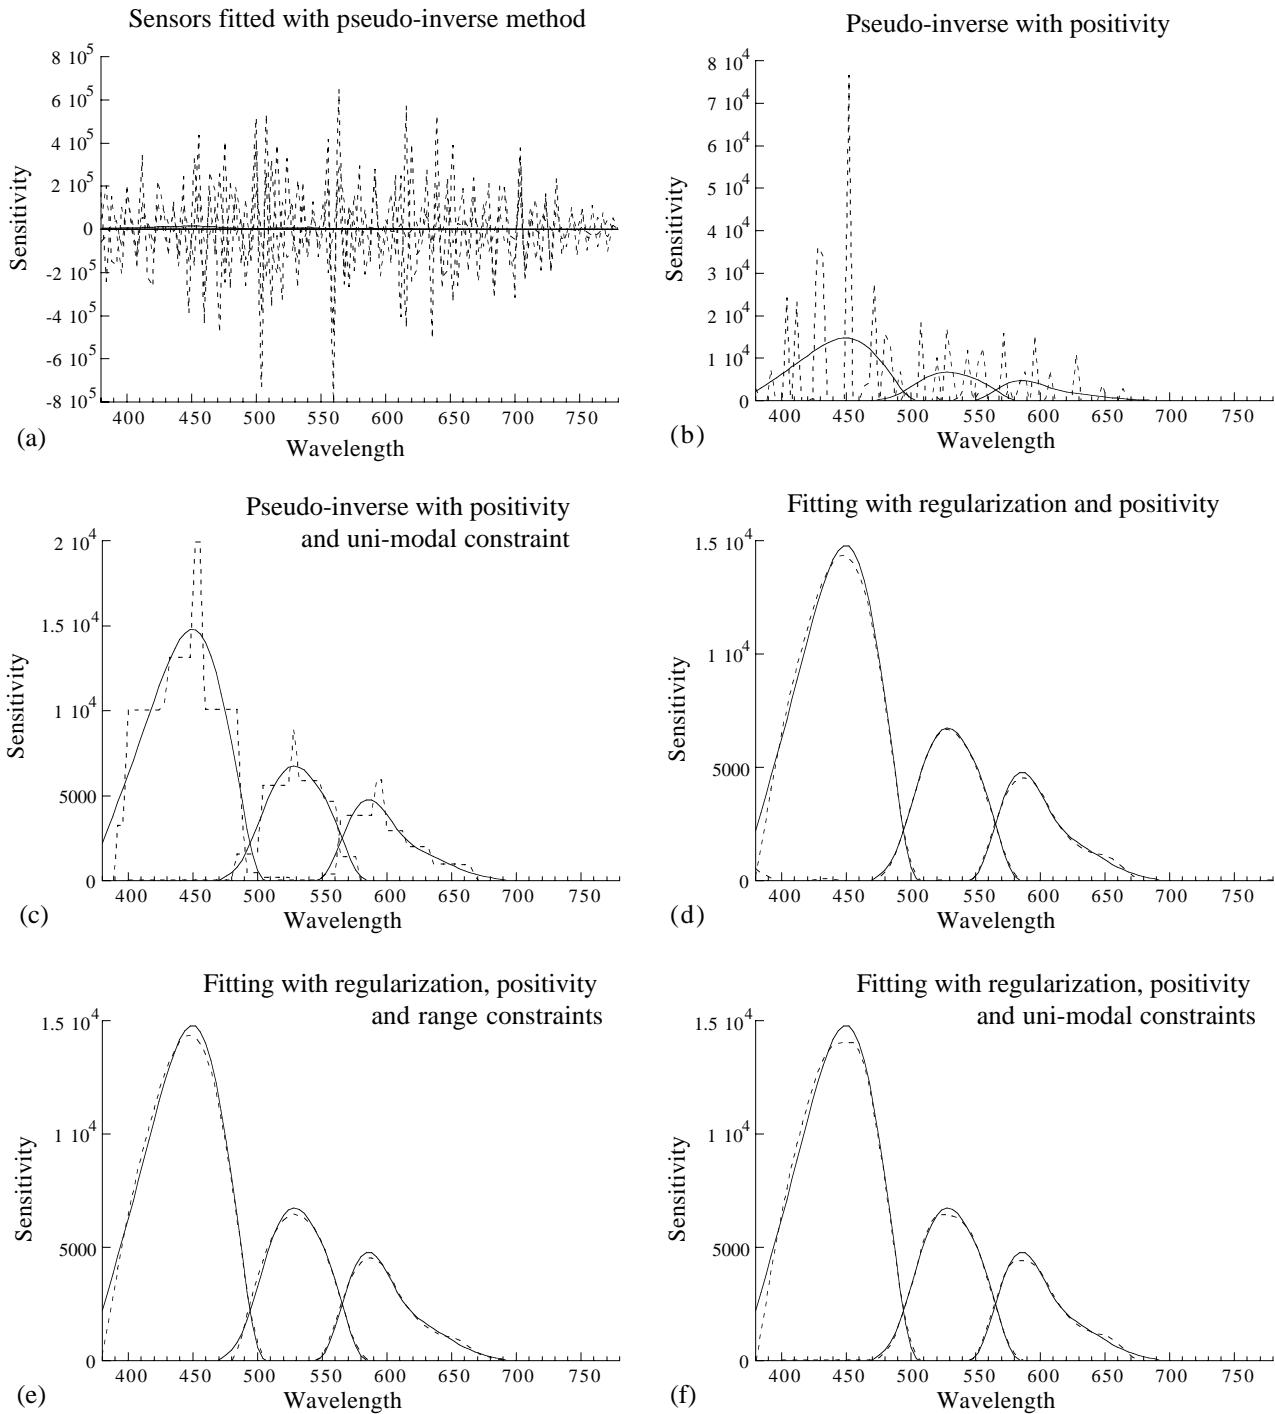 Sensors fitted with pseudo-inverse method
8 10^5
6 10^5
4 10^5
2 10^5
0
-2 10^5
-4 10^5
-6 10^5
-8 10^5
Sensitivity
400 450 500 550 600 650 700 750
Wavelength
(a)
Pseudo-inverse with positivity
8 10^4
7 10^4
6 10^4
5 10^4
4 10^4
3 10^4
2 10^4
1 10^4
0
Sensitivity
400 450 500 550 600 650 700 750
Wavelength
(b)
Pseudo-inverse with positivity
and uni-modal constraint
2 10^4
1.5 10^4
1 10^4
5000
0
Sensitivity
400 450 500 550 600 650 700 750
Wavelength
(c)
Fitting with regularization and positivity
1.5 10^4
1 10^4
5000
0
Sensitivity
400 450 500 550 600 650 700 750
Wavelength
(d)
Fitting with regularization, positivity
and range constraints
1.5 10^4
1 10^4
5000
0
Sensitivity
400 450 500 550 600 650 700 750
Wavelength
(e)
Fitting with regularization, positivity
and uni-modal constraints
1.5 10^4
1 10^4
5000
0
Sensitivity
400 450 500 550 600 650 700 750
Wavelength
(f)